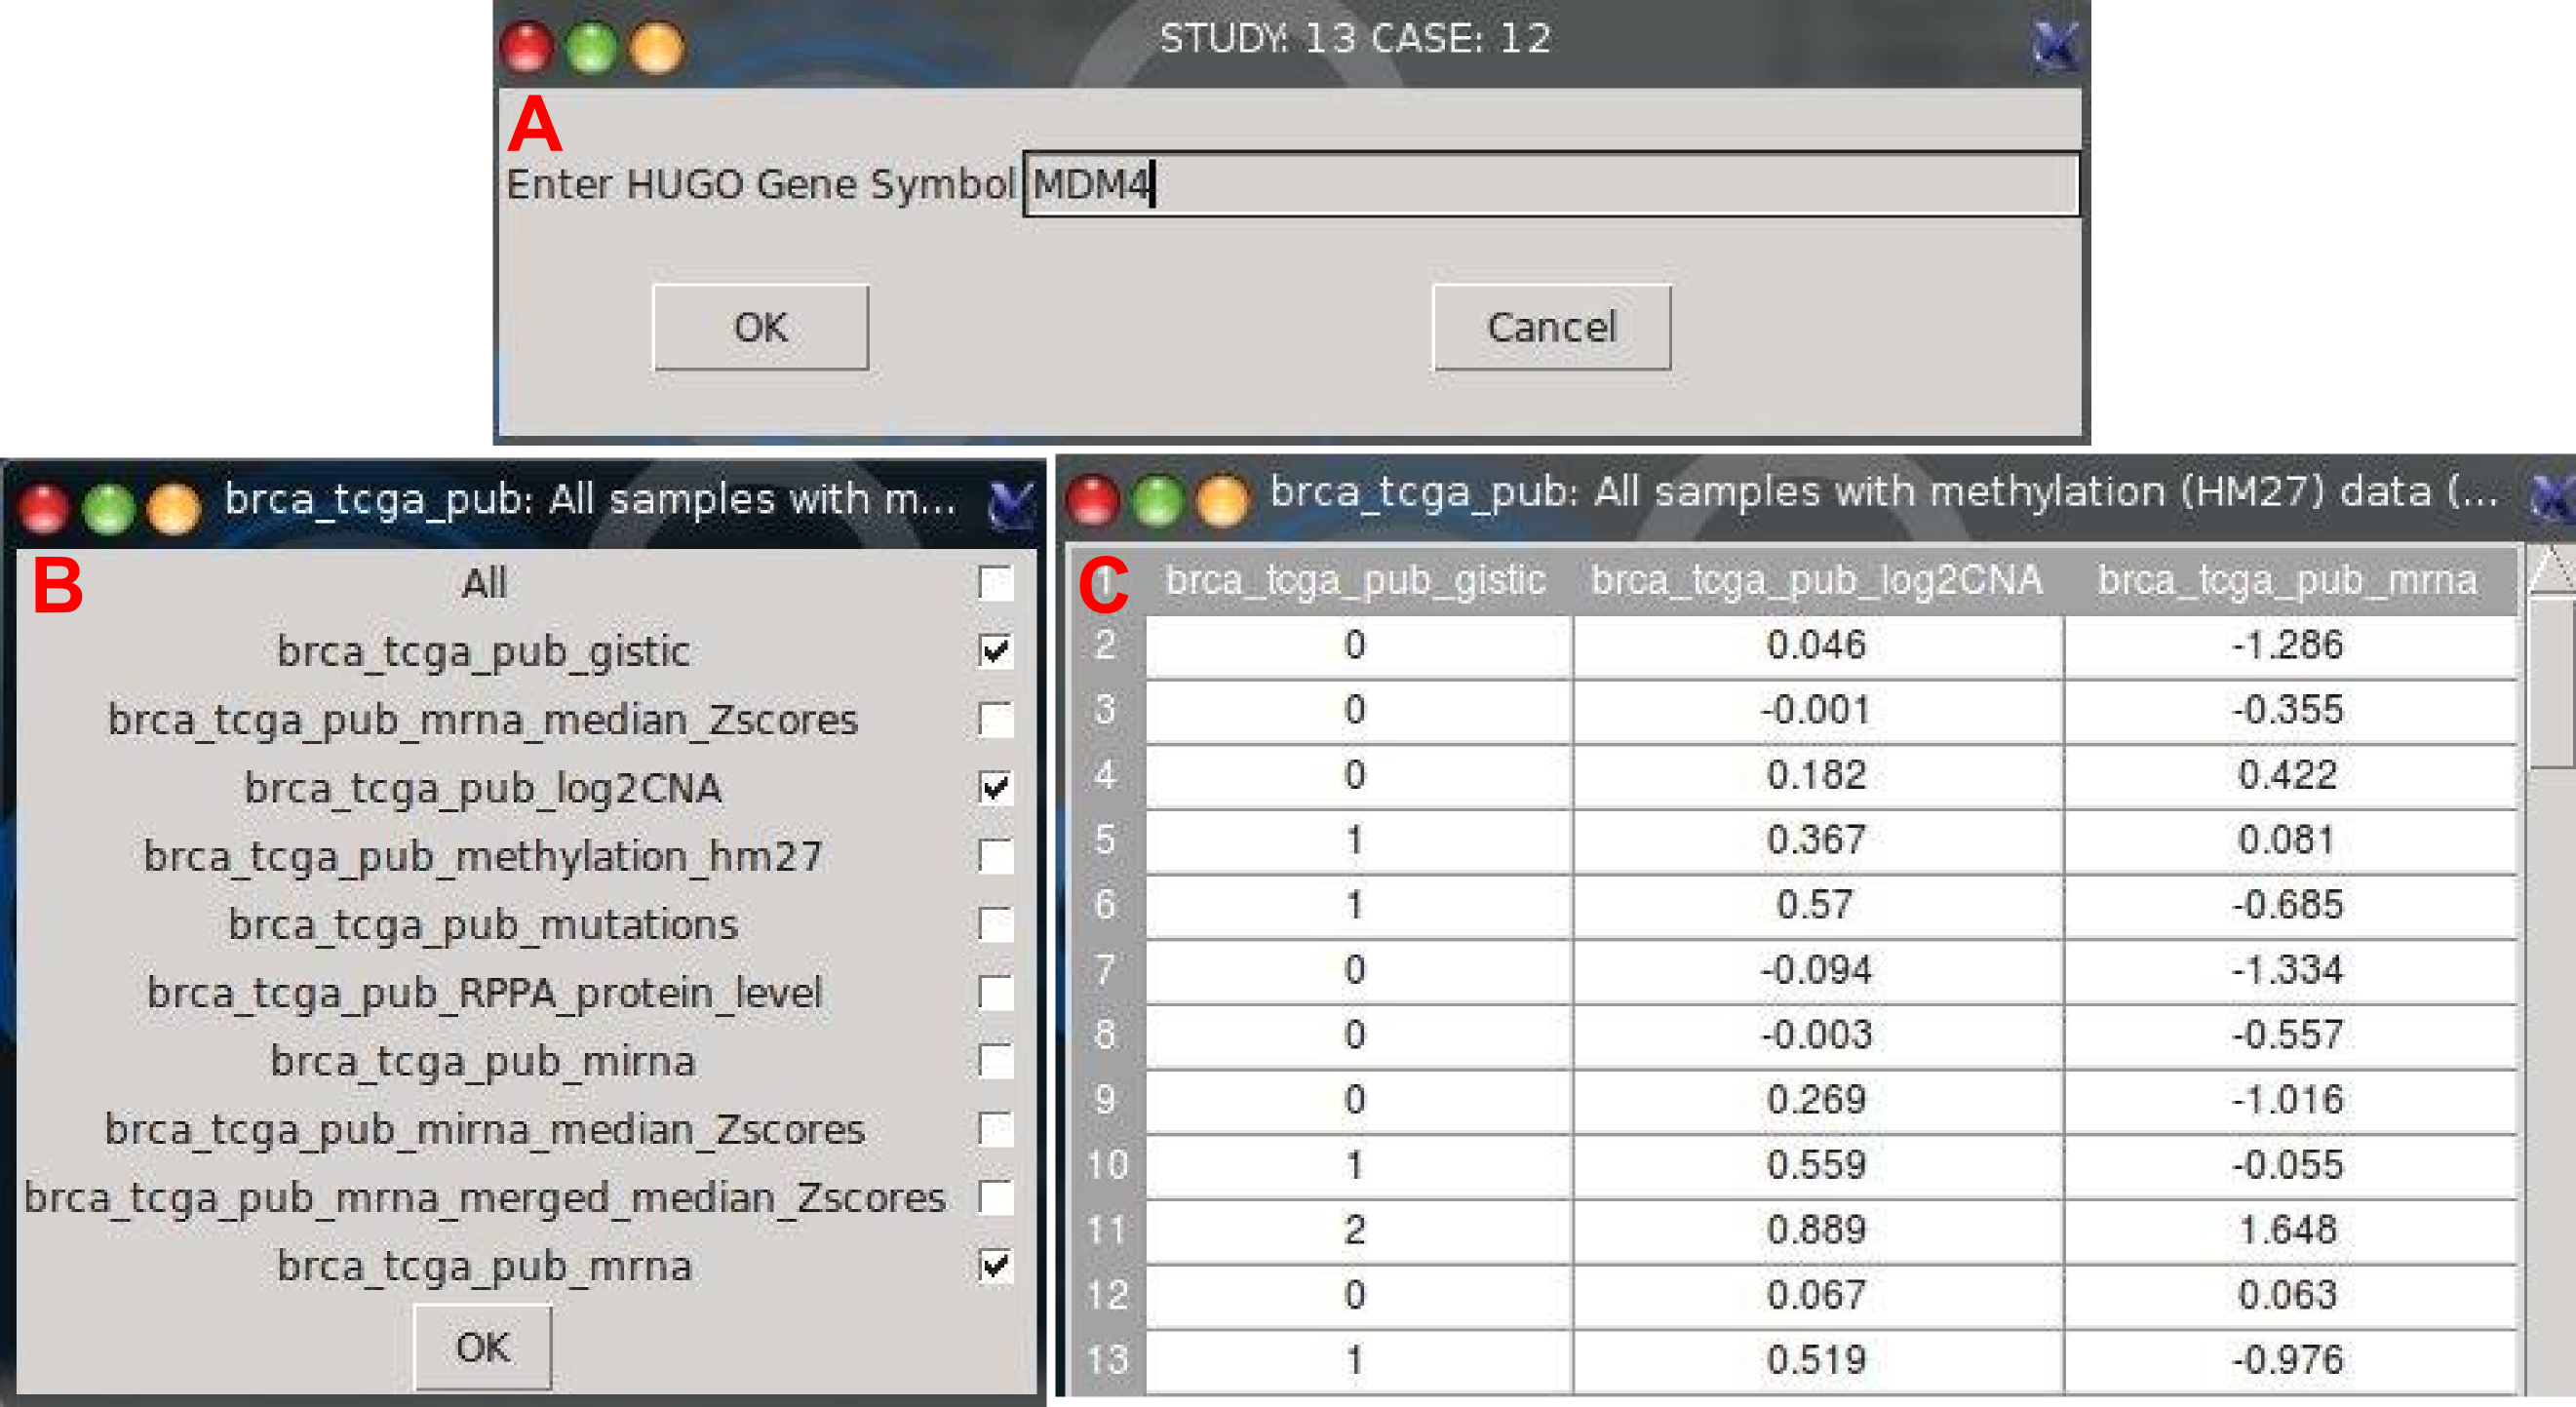 STUDY: 13 CASE: 12
A
Enter HUGO Gene Symbol MDM4
OK Cancel
brca_tcga_pub: All samples with m...
B
All
brca_tcga_pub_gistic
brca_tcga_pub_mrna_median_Zscores
brca_tcga_pub_log2CNA
brca_tcga_pub_methylation_hm27
brca_tcga_pub_mutations
brca_tcga_pub_RPPA_protein_level
brca_tcga_pub_mirna
brca_tcga_pub_mirna_median_Zscores
brca_tcga_pub_mrna_merged_median_Zscores
brca_tcga_pub_mrna
OK
brca_tcga_pub: All samples with methylation (HM27) data (...
C
1 brca_tcga_pub_gistic brca_tcga_pub_log2CNA brca_tcga_pub_mrna
2 0 0.046 -1.286
3 0 -0.001 -0.355
4 0 0.182 0.422
5 1 0.367 0.081
6 1 0.57 -0.685
7 0 -0.094 -1.334
8 0 -0.003 -0.557
9 0 0.269 -1.016
10 1 0.559 -0.055
11 2 0.889 1.648
12 0 0.067 0.063
13 1 0.519 -0.976